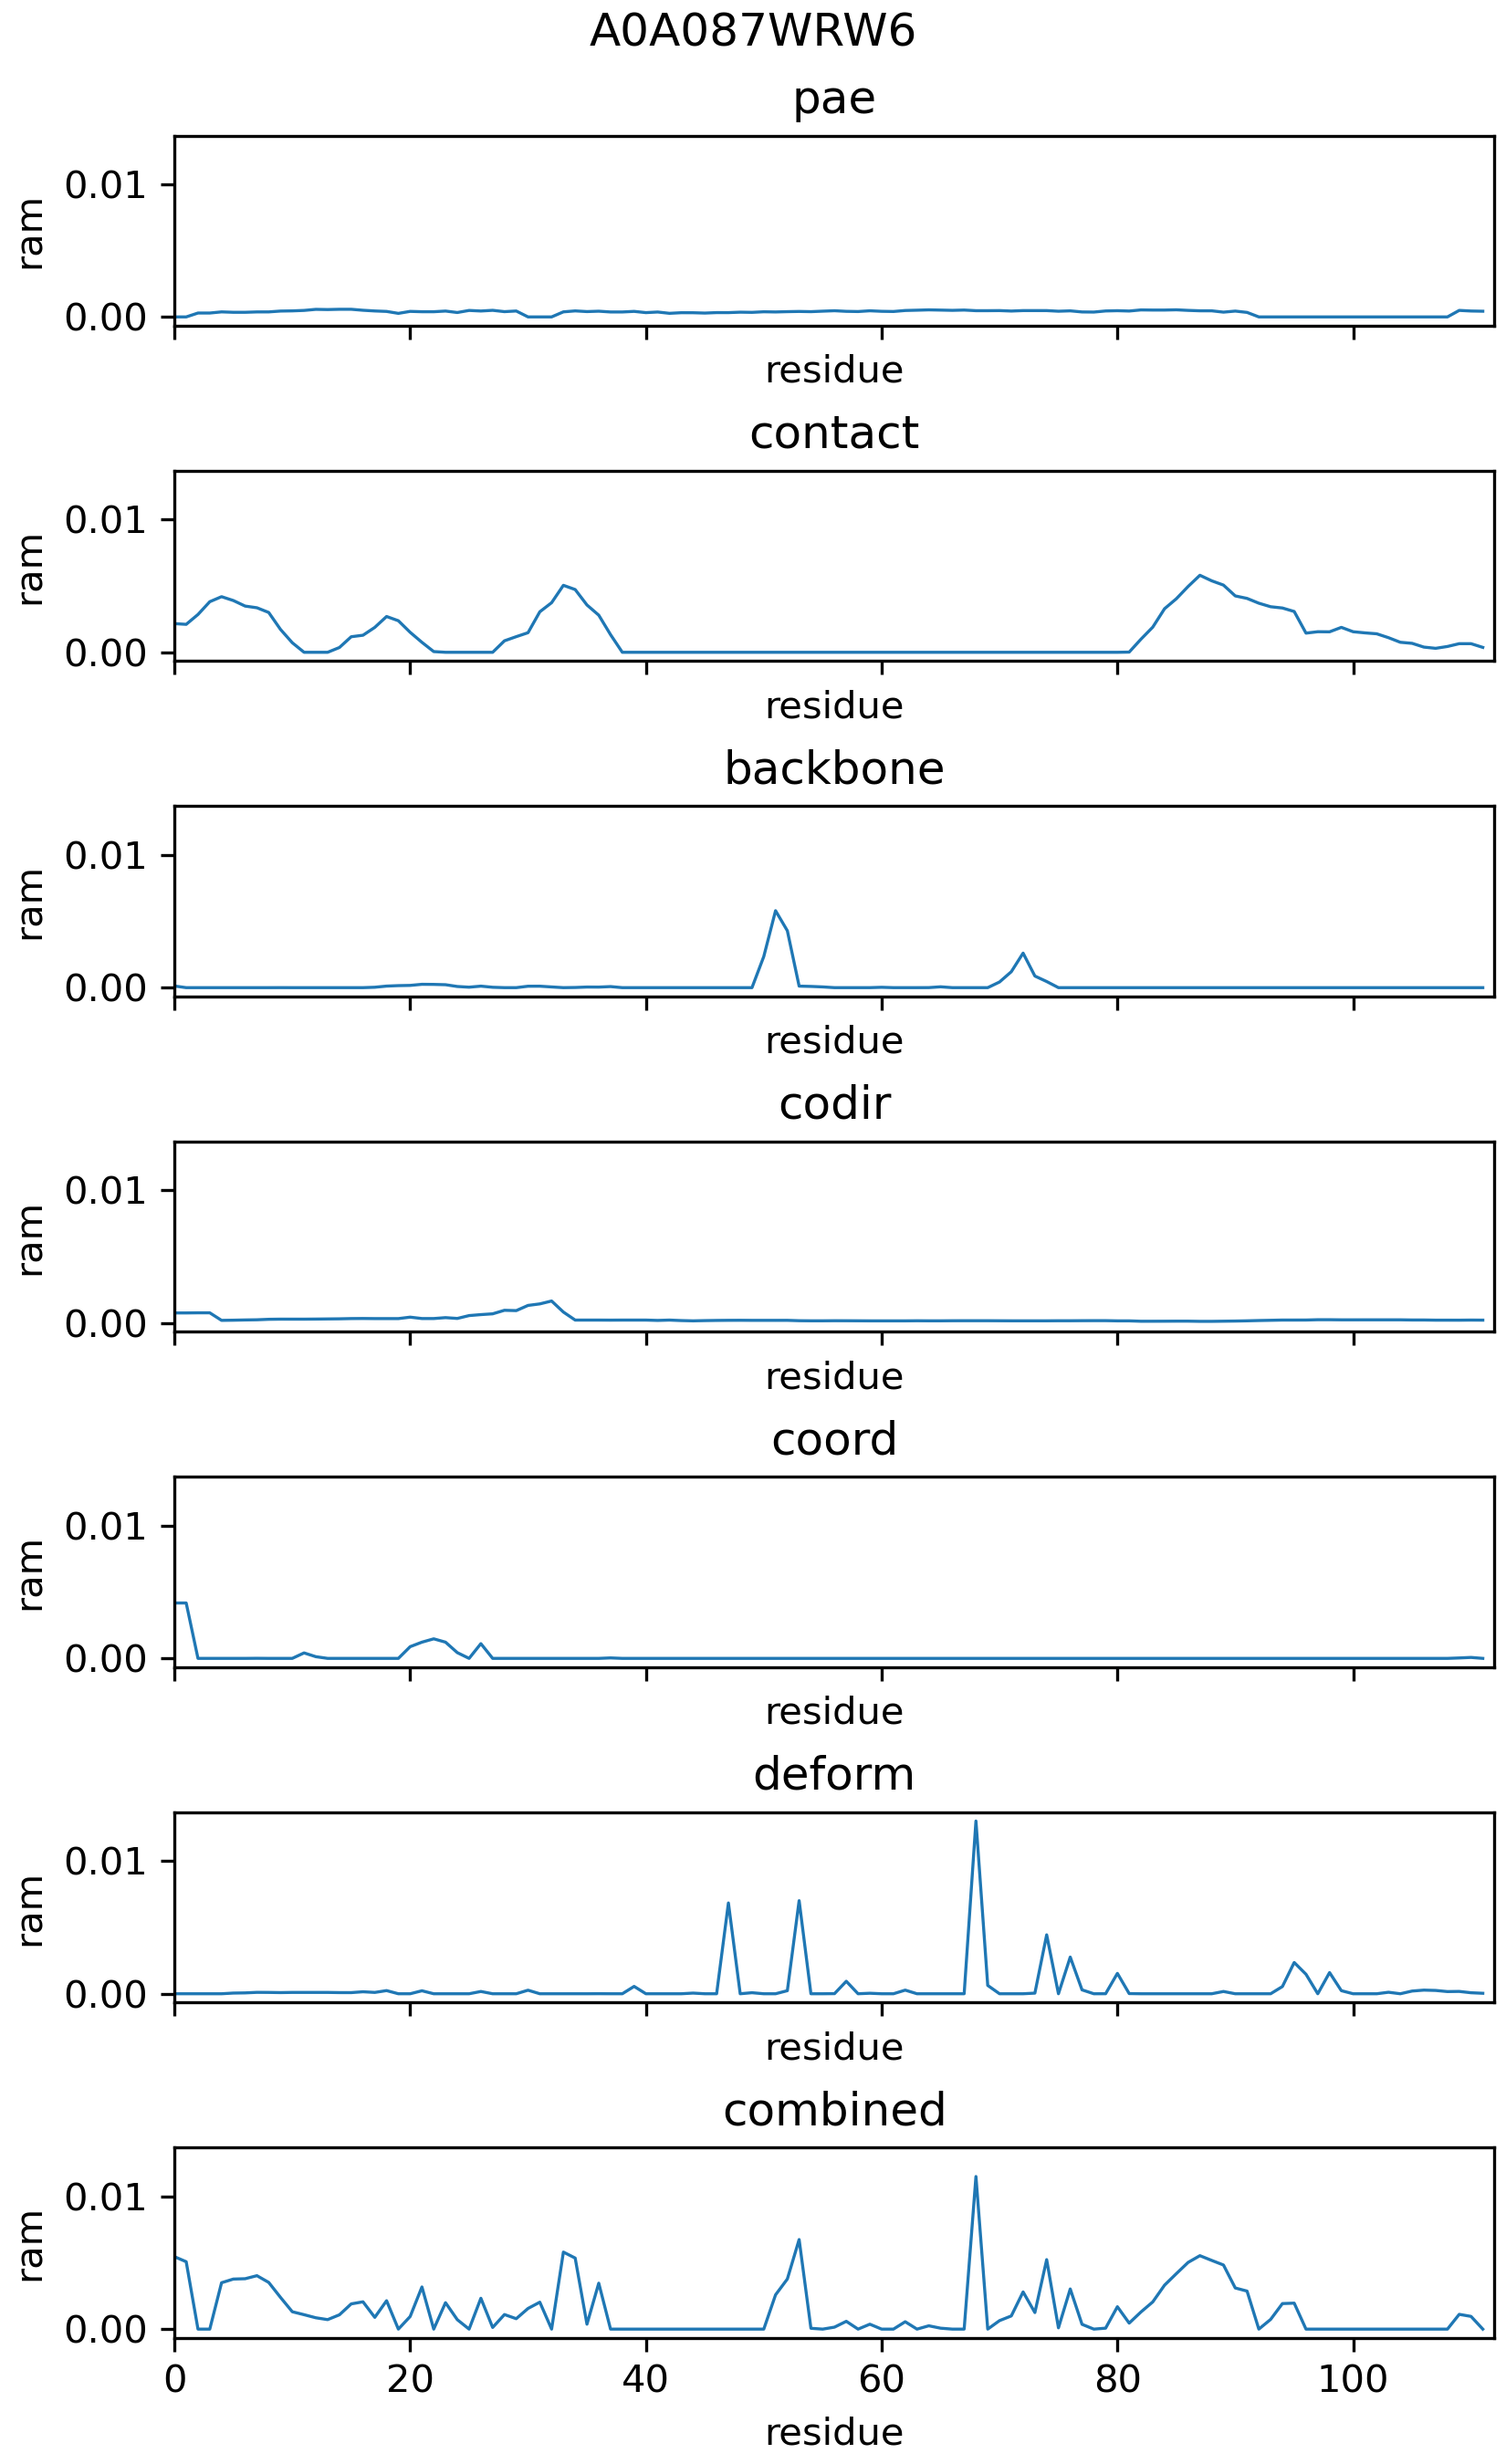 A0A087WRW6
pae
0.01
ram
0.00
residue
contact
0.01
ram
0.00
residue
backbone
0.01
ram
0.00
residue
codir
0.01
ram
0.00
residue
coord
0.01
ram
0.00
residue
deform
0.01
ram
0.00
residue
combined
0.01
ram
0.00
0 20 40 60 80 100
residue